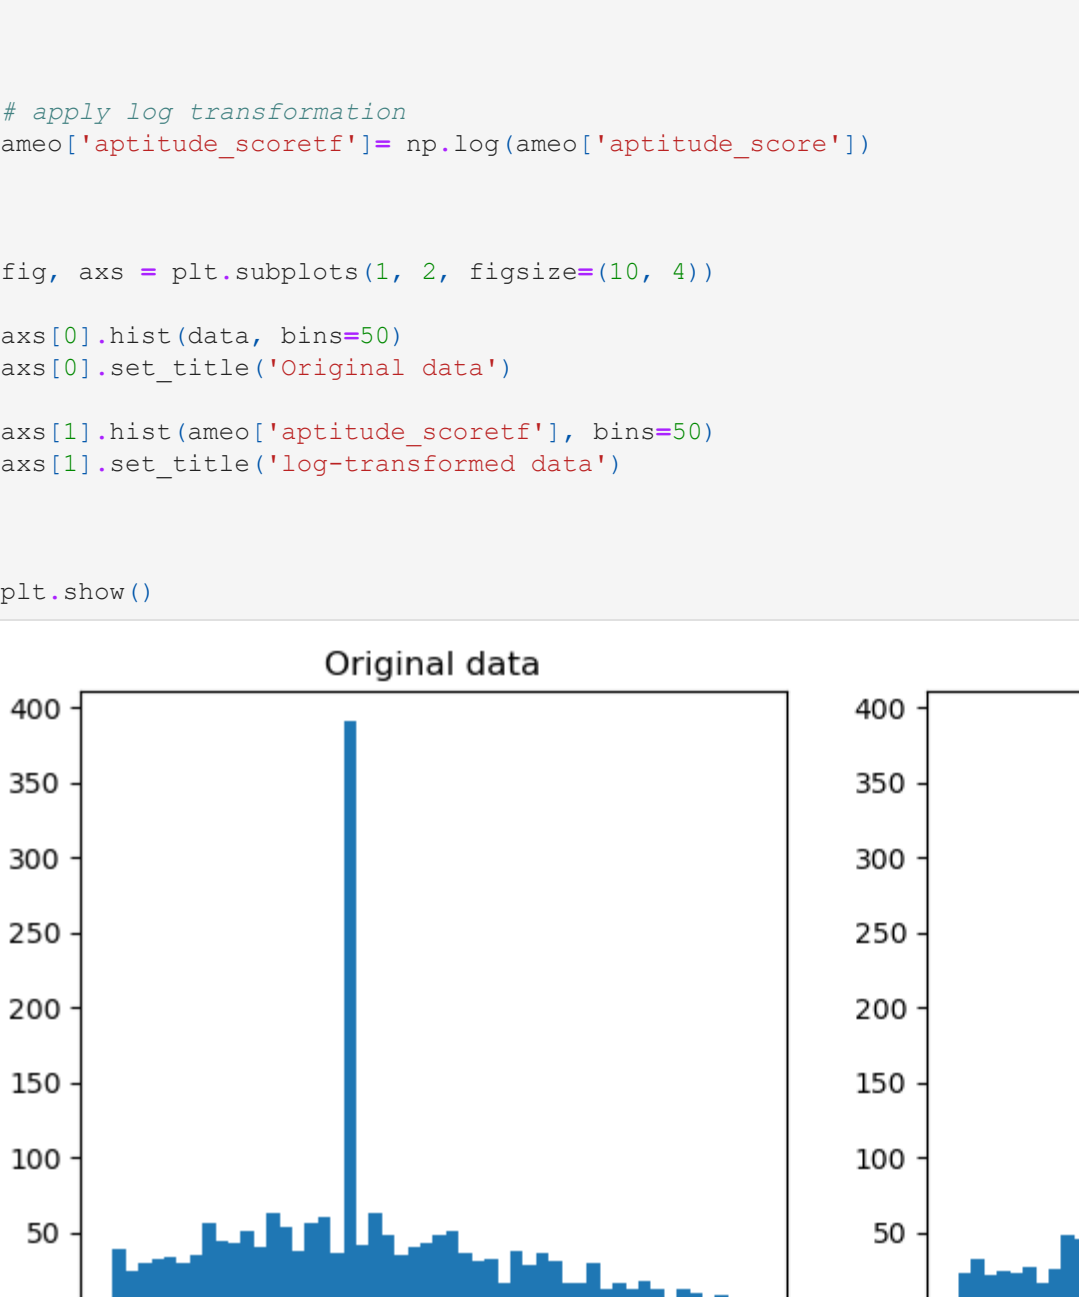 # apply log transformation
ameo['aptitude_scoretf']= np.log(ameo['aptitude_score'])
fig, axs = plt.subplots(1, 2, figsize=(10, 4))
axs[0].hist(data, bins=50)
axs[0].set_title('Original data')
axs[1].hist(ameo['aptitude_scoretf'], bins=50)
axs[1].set_title('log-transformed data')
plt.show()
Original data
400
350
300
250
200
150
100
50
400
350
300
250
200
150
100
50